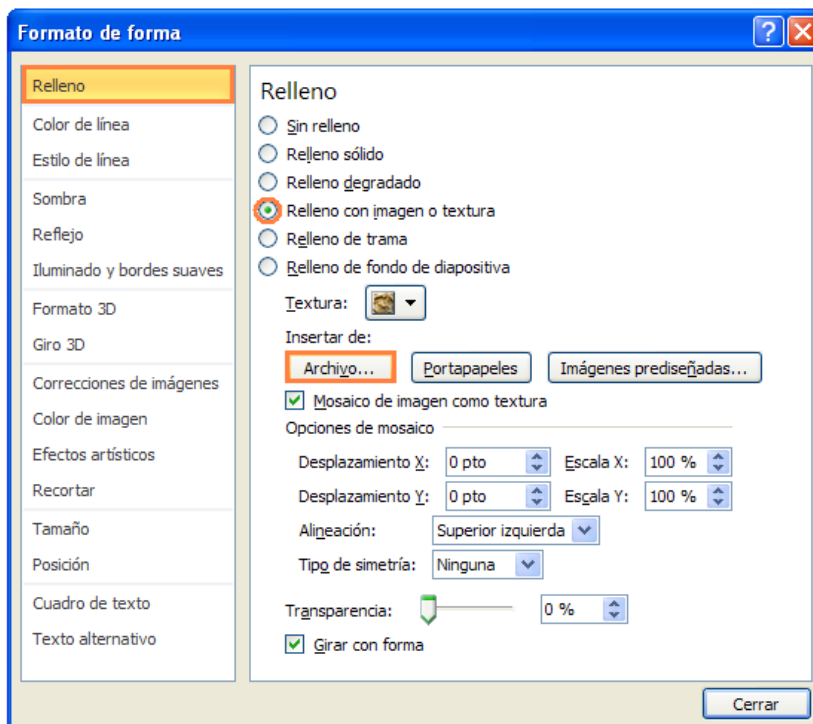 Formato de forma
Relleno
Color de línea
Estilo de línea
Sombra
Reflejo
Iluminado y bordes suaves
Formato 3D
Giro 3D
Correcciones de imágenes
Color de imagen
Efectos artísticos
Recortar
Tamaño
Posición
Cuadro de texto
Texto alternativo
Relleno
Sin relleno
Relleno sólido
Relleno degradado
Relleno con imagen o textura
Relleno de trama
Relleno de fondo de diapositiva
Textura:
Insertar de:
Archivo... Portapapeles Imágenes prediseñadas...
Mosaico de imagen como textura
Opciones de mosaico
Desplazamiento X: 0 pto Escala X: 100 %
Desplazamiento Y: 0 pto Escala Y: 100 %
Alineación: Superior izquierda
Tipo de simetría: Ninguna
Transparencia: 0 %
Girar con forma
Cerrar